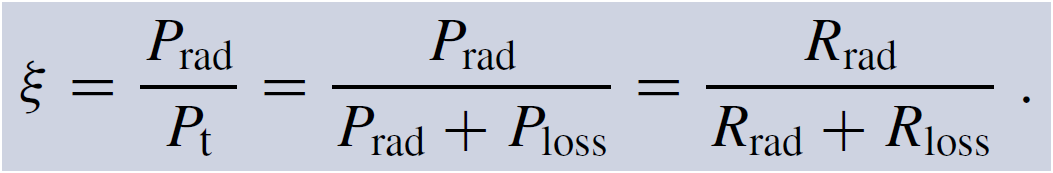 ξ = P_rad / P_t = P_rad / (P_rad + P_loss) = R_rad / (R_rad + R_loss) .